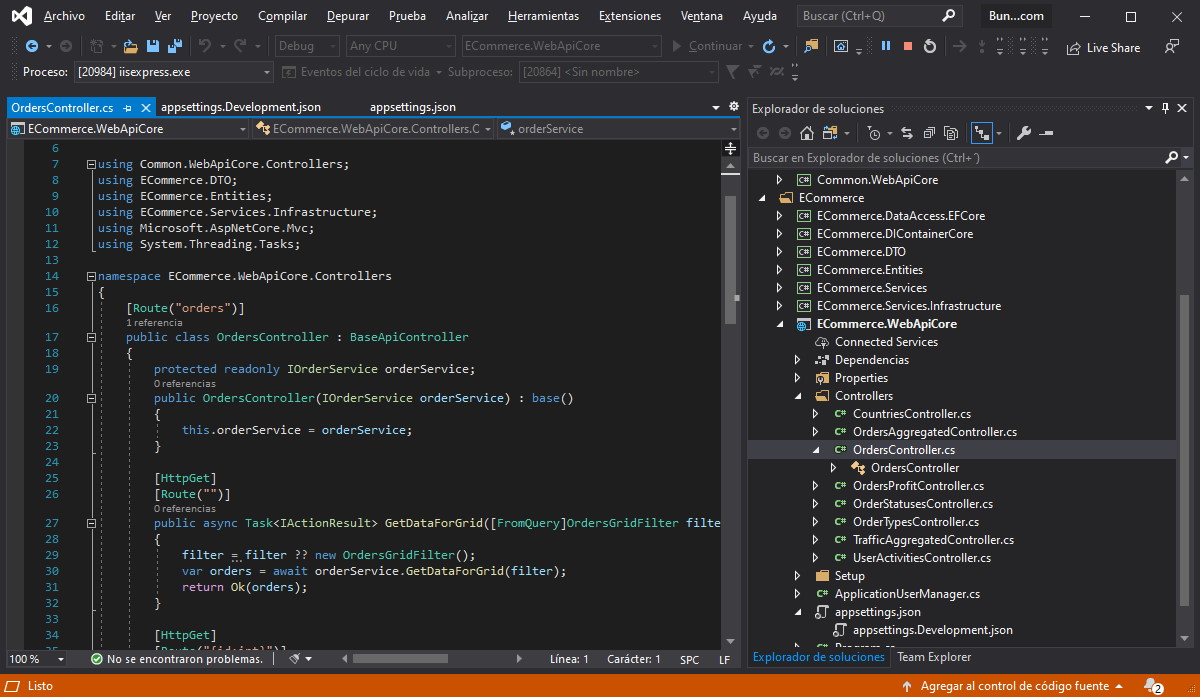 Archivo Editar Ver Proyecto Compilar Depurar Prueba Analizar Herramientas Extensiones Ventana Ayuda Buscar (Ctrl+Q) Bun...com
Debug Any CPU ECommerce.WebApiCore Continuar Live Share
Proceso: [20984] iisexpress.exe Eventos del ciclo de vida Subproceso: [20864] <Sin nombre>
OrdersController.cs appsettings.Development.json appsettings.json
ECommerce.WebApiCore ECommerce.WebApiCore.Controllers.C orderService
6
7 using Common.WebApiCore.Controllers;
8 using ECommerce.DTO;
9 using ECommerce.Entities;
10 using ECommerce.Services.Infrastructure;
11 using Microsoft.AspNetCore.Mvc;
12 using System.Threading.Tasks;
13
14 namespace ECommerce.WebApiCore.Controllers
15 {
16 [Route("orders")]
1 referencia
17 public class OrdersController : BaseApiController
18 {
19 protected readonly IOrderService orderService;
0 referencias
20 public OrdersController(IOrderService orderService) : base()
21 {
22 this.orderService = orderService;
23 }
24
25 [HttpGet]
26 [Route("")]
0 referencias
27 public async Task<IActionResult> GetDataForGrid([FromQuery]OrdersGridFilter filte
28 {
29 filter = filter ?? new OrdersGridFilter();
30 var orders = await orderService.GetDataForGrid(filter);
31 return Ok(orders);
32 }
33
34 [HttpGet]
35 [Route("{id:int}")]
100 % No se encontraron problemas. Línea: 1 Carácter: 1 SPC LF
Explorador de soluciones
Buscar en Explorador de soluciones (Ctrl+´)
C# Common.WebApiCore
ECommerce
C# ECommerce.DataAccess.EFCore
C# ECommerce.DIContainerCore
C# ECommerce.DTO
C# ECommerce.Entities
C# ECommerce.Services
C# ECommerce.Services.Infrastructure
ECommerce.WebApiCore
Connected Services
Dependencias
Properties
Controllers
C# CountriesController.cs
C# OrdersAggregatedController.cs
C# OrdersController.cs
OrdersController
C# OrdersProfitController.cs
C# OrderStatusesController.cs
C# OrderTypesController.cs
C# TrafficAggregatedController.cs
C# UserActivitiesController.cs
Setup
C# ApplicationUserManager.cs
appsettings.json
appsettings.Development.json
C# Program.cs
Explorador de soluciones Team Explorer
Listo Agregar al control de código fuente 2